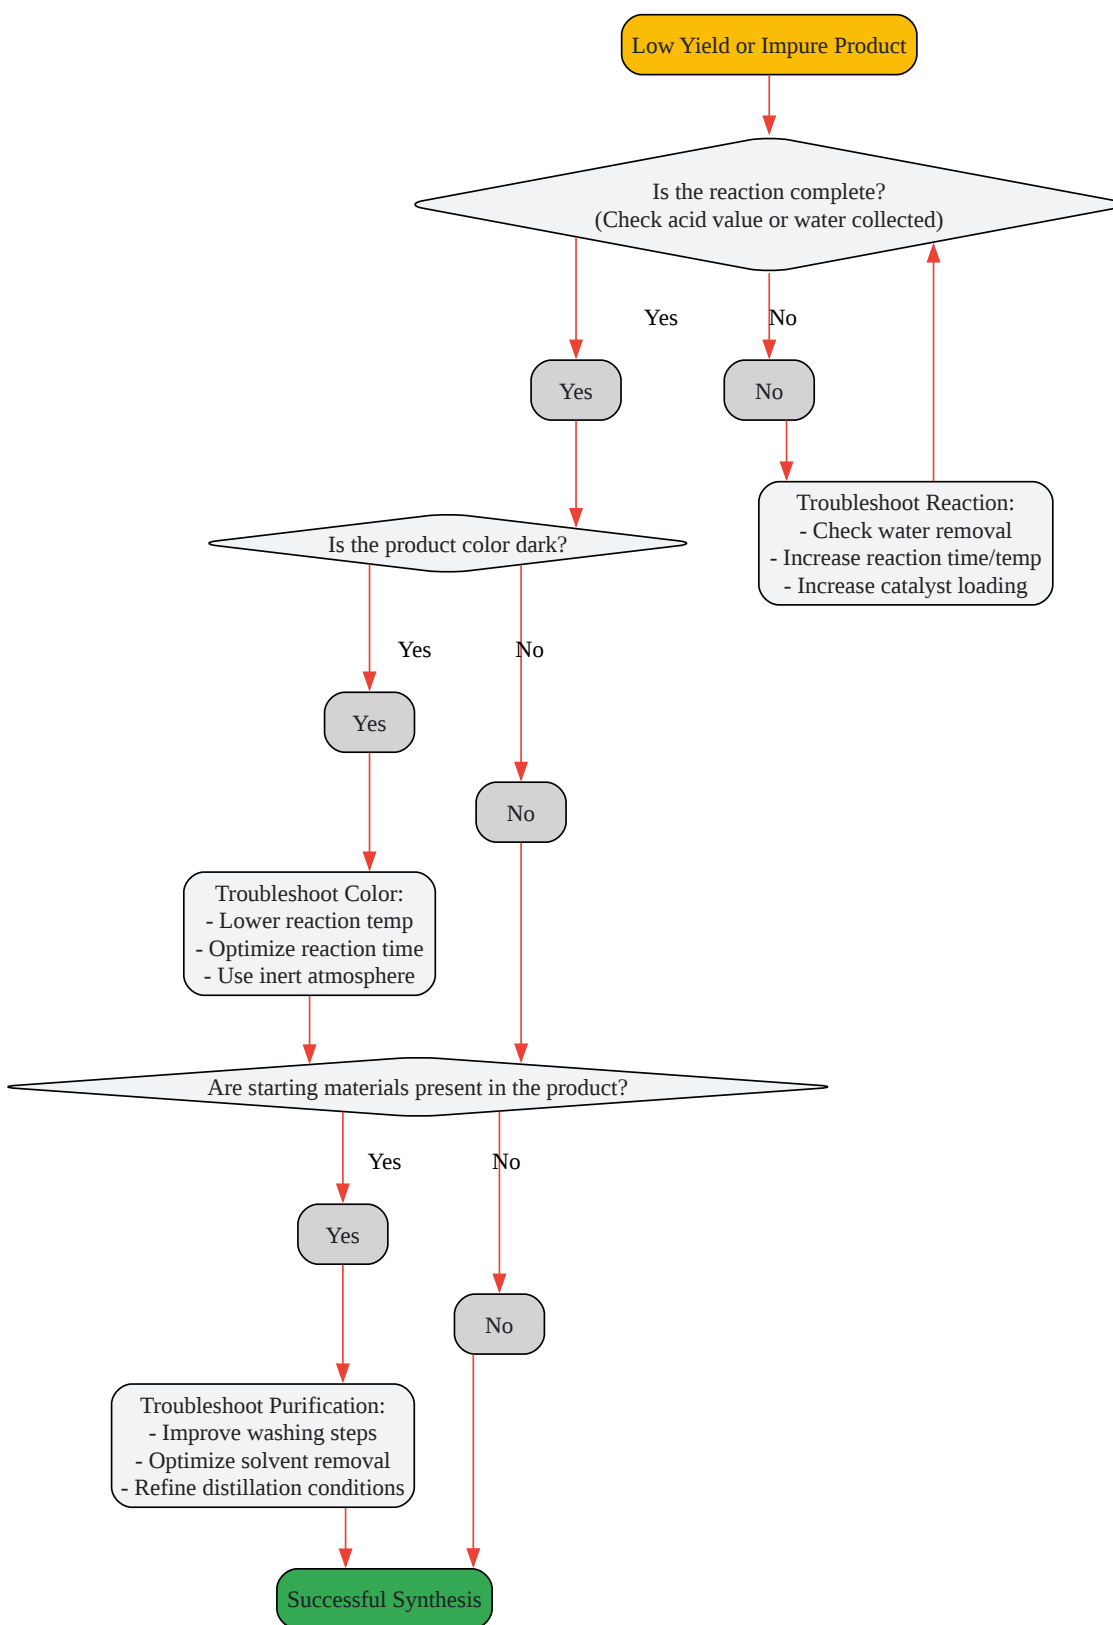 Low Yield or Impure Product
Is the reaction complete?
(Check acid value or water collected)
Yes
No
Yes
No
Troubleshoot Reaction:
- Check water removal
- Increase reaction time/temp
- Increase catalyst loading
Is the product color dark?
Yes
No
Yes
No
Troubleshoot Color:
- Lower reaction temp
- Optimize reaction time
- Use inert atmosphere
Are starting materials present in the product?
Yes
No
Yes
No
Troubleshoot Purification:
- Improve washing steps
- Optimize solvent removal
- Refine distillation conditions
Successful Synthesis